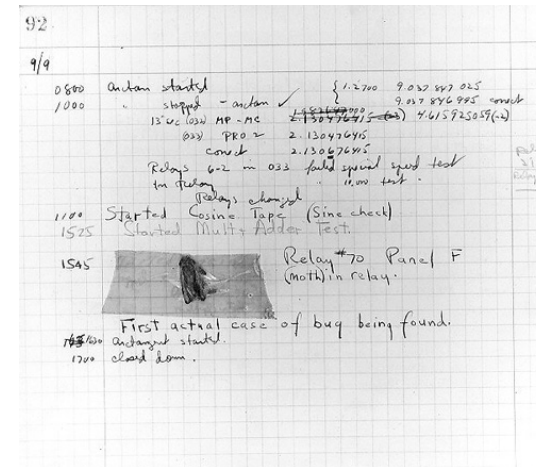 92
9/9
0800 antan started { 1.2700 9.037 847 025
1000 " stopped - antan ✓ 9.037 846 995 correct
13"uc (032) MP - MC 2.130476415 4.615925059(-2)
(033) PRO 2 2.130476415
correct 2.130676415
Relays 6-2 in 033 failed special speed test
in Relay " 11.000 test.
Relays changed
1100 Started Cosine Tape (Sine check)
1525 Started Mult+Adder Test.
1545 Relay #70 Panel F
(moth) in relay.
First actual case of bug being found.
1630 antangent started.
1700 closed down.